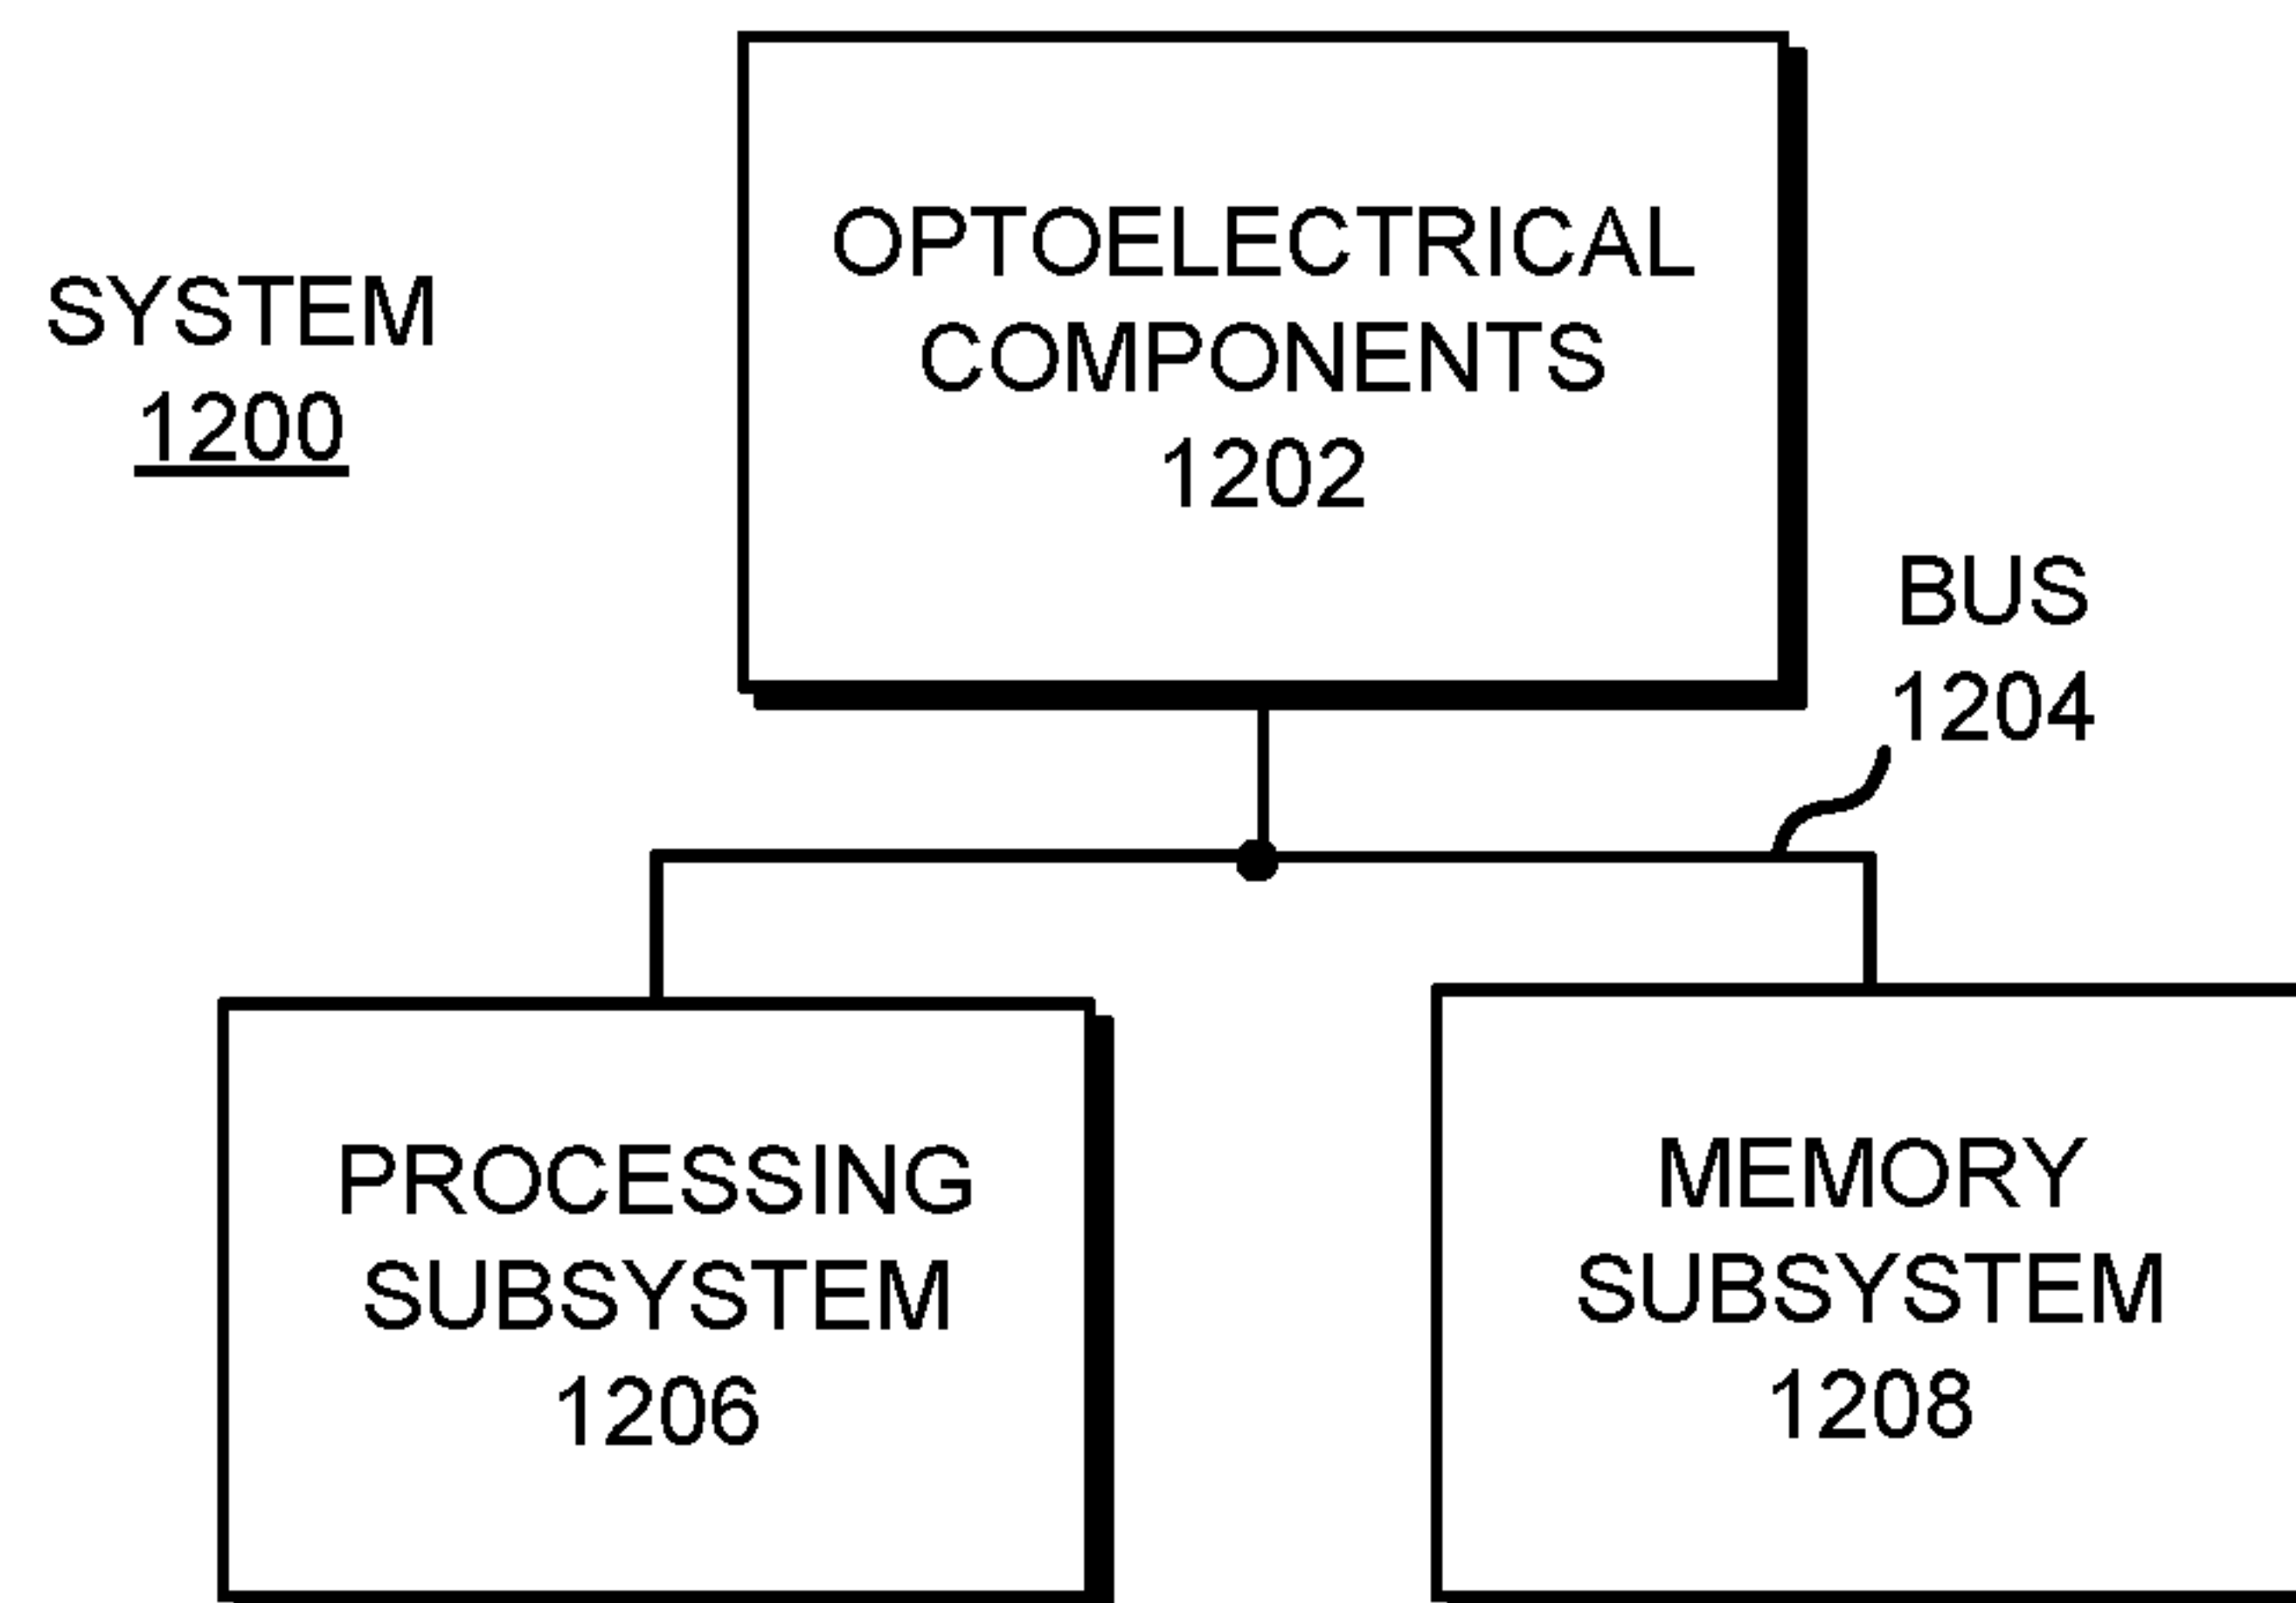 SYSTEM
1200
OPTOELECTRICAL
COMPONENTS
1202
BUS
1204
PROCESSING
SUBSYSTEM
1206
MEMORY
SUBSYSTEM
1208